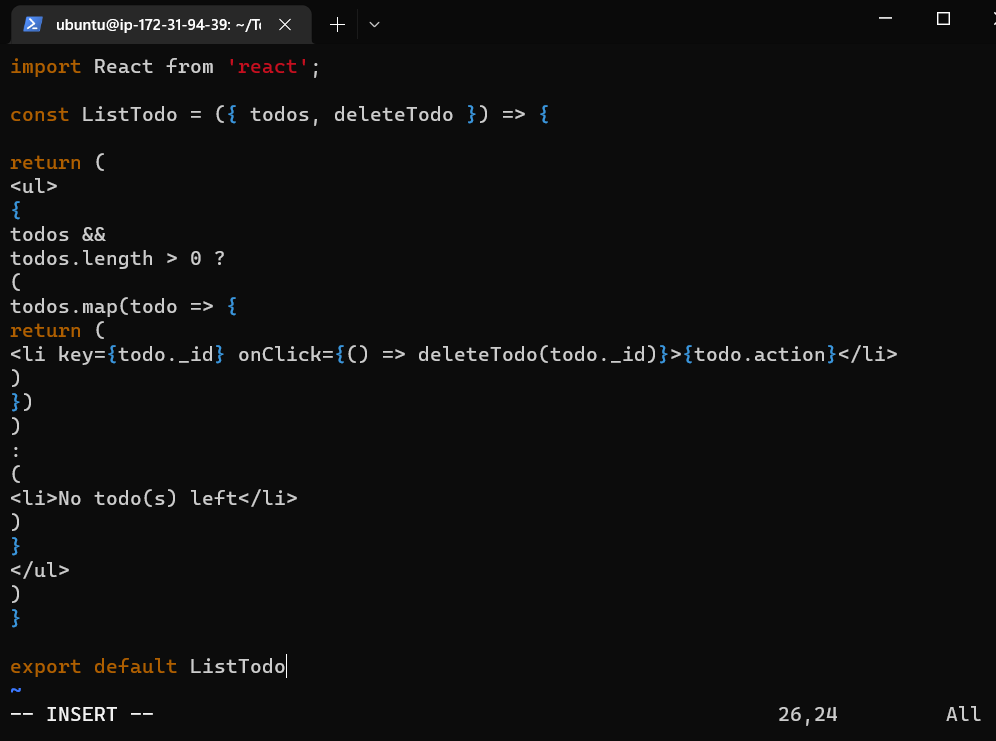 ubuntu@ip-172-31-94-39: ~/To
import React from 'react';
const ListTodo = ({ todos, deleteTodo }) => {
return (
<ul>
{
todos &&
todos.length > 0 ?
(
todos.map(todo => {
return (
<li key={todo._id} onClick={() => deleteTodo(todo._id)}>{todo.action}</li>
)
})
)
:
(
<li>No todo(s) left</li>
)
}
</ul>
)
}
export default ListTodo
~
-- INSERT -- 26,24 All